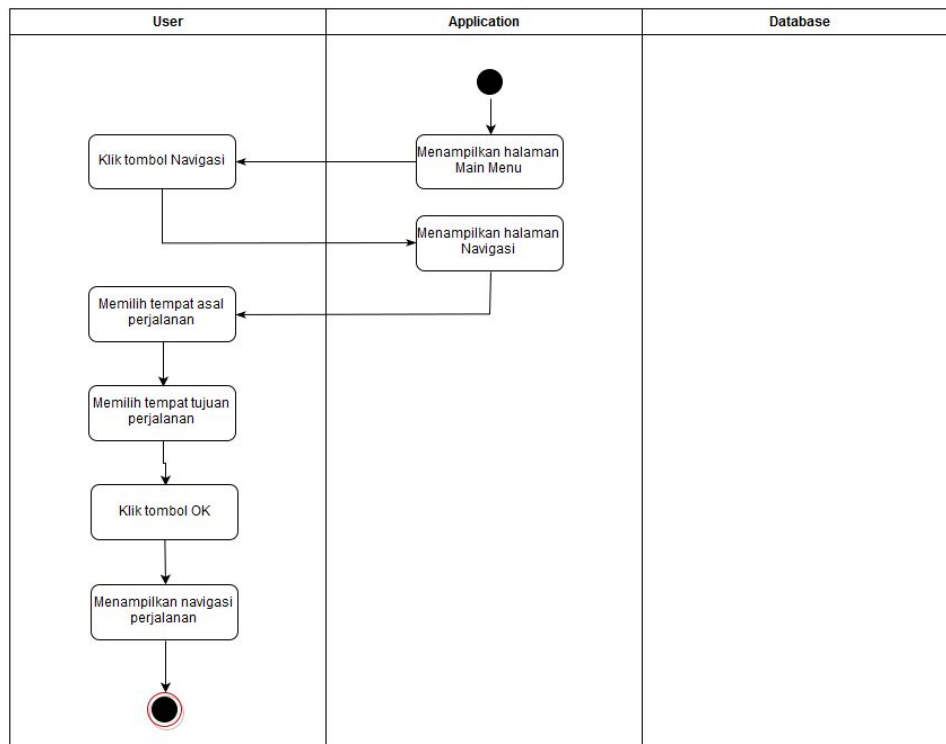 User
Application
Database
Menampilkan halaman
Main Menu
Klik tombol Navigasi
Menampilkan halaman
Navigasi
Memilih tempat asal
perjalanan
Memilih tempat tujuan
perjalanan
Klik tombol OK
Menampilkan navigasi
perjalanan